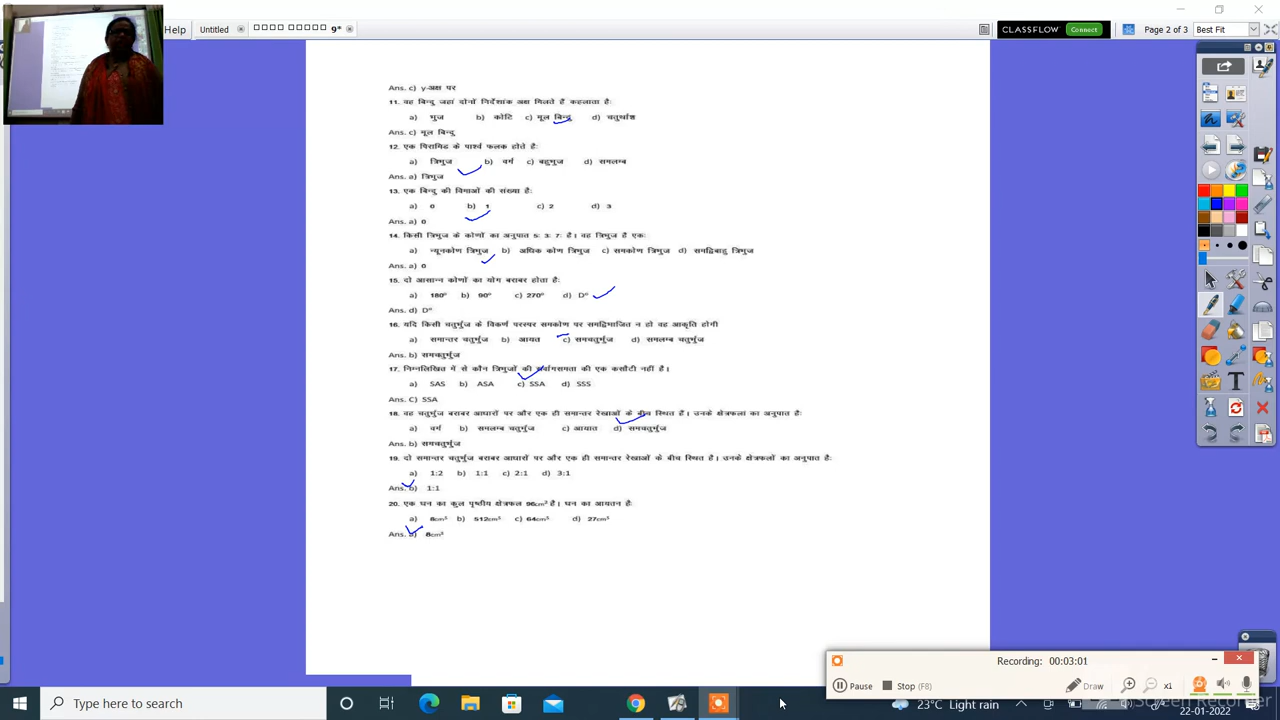 Help Untitled 9*
CLASSFLOW Connect Page 2 of 3 Best Fit
Ans. c) y-अक्ष पर
11. वह बिन्दु जहां दोनों निर्देशांक अक्ष मिलते हैं कहलाता हैः
a) भुज b) कोटि c) मूल बिन्दु d) चतुर्थांश
Ans. c) मूल बिन्दु
12. एक पिरामिड के पार्श्व फलक होते हैः
a) त्रिभुज b) वर्ग c) बहुभुज d) समलम्ब
Ans. a) त्रिभुज
13. एक बिन्दु की विमाओं की संख्या हैः
a) 0 b) 1 c) 2 d) 3
Ans. a) 0
14. किसी त्रिभुज के कोणों का अनुपात 5: 3: 7: है। वह त्रिभुज है एकः
a) न्यूनकोण त्रिभुज b) अधिक कोण त्रिभुज c) समकोण त्रिभुज d) समद्विबाहु त्रिभुज
Ans. a) 0
15. दो आसान्न कोणों का योग बराबर होता हैः
a) 180° b) 90° c) 270° d) D°
Ans. d) D°
16. यदि किसी चतुर्भुज के विकर्ण परस्पर समकोण पर समद्विभाजित न हो वह आकृति होगी
a) समान्तर चतुर्भुज b) आयत c) समचतुर्भुज d) समलम्ब चतुर्भुज
Ans. b) समचतुर्भुज
17. निम्नलिखित में से कौन त्रिभुजों की सर्वांगसमता की एक कसौटी नहीं है।
a) SAS b) ASA c) SSA d) SSS
Ans. C) SSA
18. वह चतुर्भुज बराबर आधारों पर और एक ही समान्तर रेखाओं के बीच स्थित हैं। उनके क्षेत्रफलां का अनुपात हैः
a) वर्ग b) समलम्ब चतुर्भुज c) आयात d) समचतुर्भुज
Ans. b) समचतुर्भुज
19. दो समान्तर चतुर्भुज बराबर आधारों पर और एक ही समान्तर रेखाओं के बीच स्थित है। उनके क्षेत्रफलों का अनुपात हैः
a) 1:2 b) 1:1 c) 2:1 d) 3:1
Ans. b) 1:1
20. एक घन का कुल पृष्ठीय क्षेत्रफल 96cm² है। घन का आयतन हैः
a) 8cm³ b) 512cm³ c) 64cm³ d) 27cm³
Ans. a) 8cm³
Recording: 00:03:01
Pause Stop (F8) Draw x1
Screencast-O-Matic Recorder
Type here to search 23°C Light rain 22-01-2022